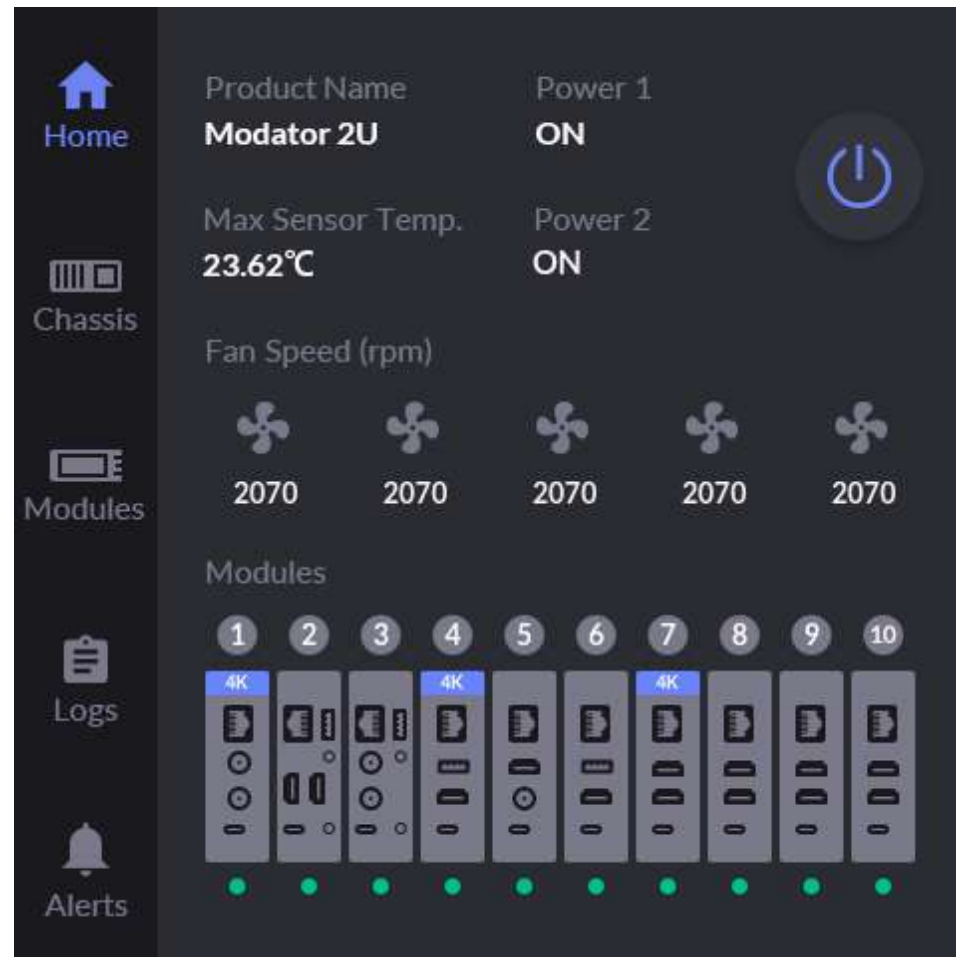 Home
Chassis
Modules
Logs
Alerts
Product Name
Modator 2U
Power 1
ON
Max Sensor Temp.
23.62℃
Power 2
ON
Fan Speed (rpm)
2070 2070 2070 2070 2070
Modules
1 2 3 4 5 6 7 8 9 10
4K 4K 4K